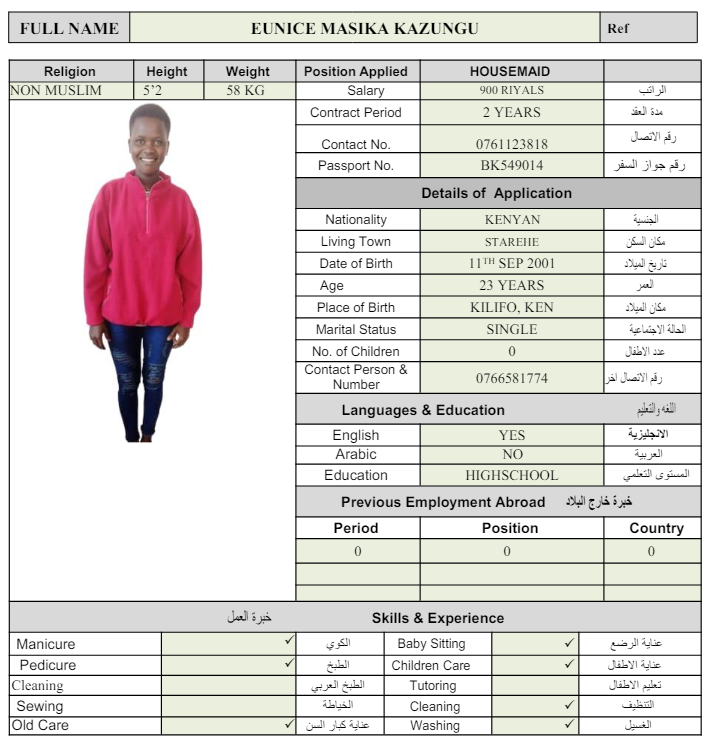 FULL NAME EUNICE MASIKA KAZUNGU Ref
Religion Height Weight Position Applied HOUSEMAID
NON MUSLIM 5’2 58 KG Salary 900 RIYALS الراتب
Contract Period 2 YEARS مدة العقد
Contact No. 0761123818 رقم الاتصال
Passport No. BK549014 رقم جواز السفر
Details of Application
Nationality KENYAN الجنسية
Living Town STAREHE مكان السكن
Date of Birth 11TH SEP 2001 تاريخ الميلاد
Age 23 YEARS العمر
Place of Birth KILIFO, KEN مكان الميلاد
Marital Status SINGLE الحالة الاجتماعية
No. of Children 0 عدد الاطفال
Contact Person & Number 0766581774 رقم الاتصال اخر
Languages & Education اللغه والتعليم
English YES الانجليزية
Arabic NO العربية
Education HIGHSCHOOL المستوى التعلمي
Previous Employment Abroad خبرة خارج البلاد
Period Position Country
0 0 0
خبرة العمل Skills & Experience
Manicure ✓ الكوي Baby Sitting ✓ عناية الرضع
Pedicure ✓ الطبخ Children Care ✓ عناية الاطفال
Cleaning الطبخ العربي Tutoring تعليم الاطفال
Sewing الخياطة Cleaning ✓ التنظيف
Old Care ✓ عناية كبار السن Washing ✓ الغسيل